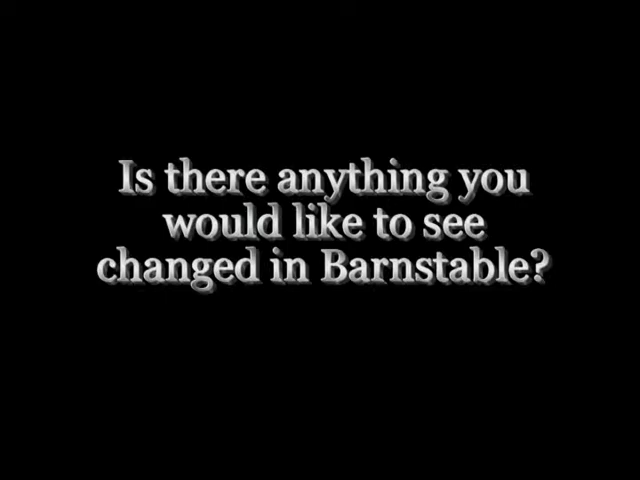 Is there anything you
would like to see
changed in Barnstable?